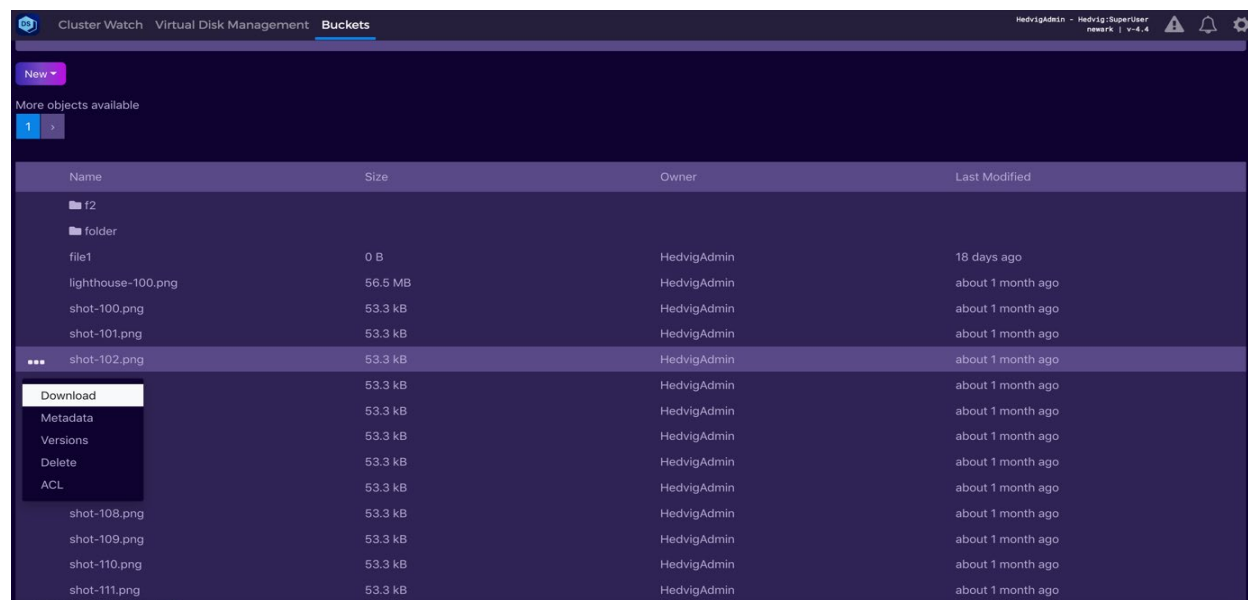 DS Cluster Watch Virtual Disk Management Buckets HedvigAdmin - Hedvig:SuperUser
newark | v-4.4
New
More objects available
1 ›
Name Size Owner Last Modified
f2
folder
file1 0 B HedvigAdmin 18 days ago
lighthouse-100.png 56.5 MB HedvigAdmin about 1 month ago
shot-100.png 53.3 kB HedvigAdmin about 1 month ago
shot-101.png 53.3 kB HedvigAdmin about 1 month ago
shot-102.png 53.3 kB HedvigAdmin about 1 month ago
53.3 kB HedvigAdmin about 1 month ago
Download
53.3 kB HedvigAdmin about 1 month ago
Metadata
53.3 kB HedvigAdmin about 1 month ago
Versions
53.3 kB HedvigAdmin about 1 month ago
Delete
53.3 kB HedvigAdmin about 1 month ago
ACL
shot-108.png 53.3 kB HedvigAdmin about 1 month ago
shot-109.png 53.3 kB HedvigAdmin about 1 month ago
shot-110.png 53.3 kB HedvigAdmin about 1 month ago
shot-111.png 53.3 kB HedvigAdmin about 1 month ago